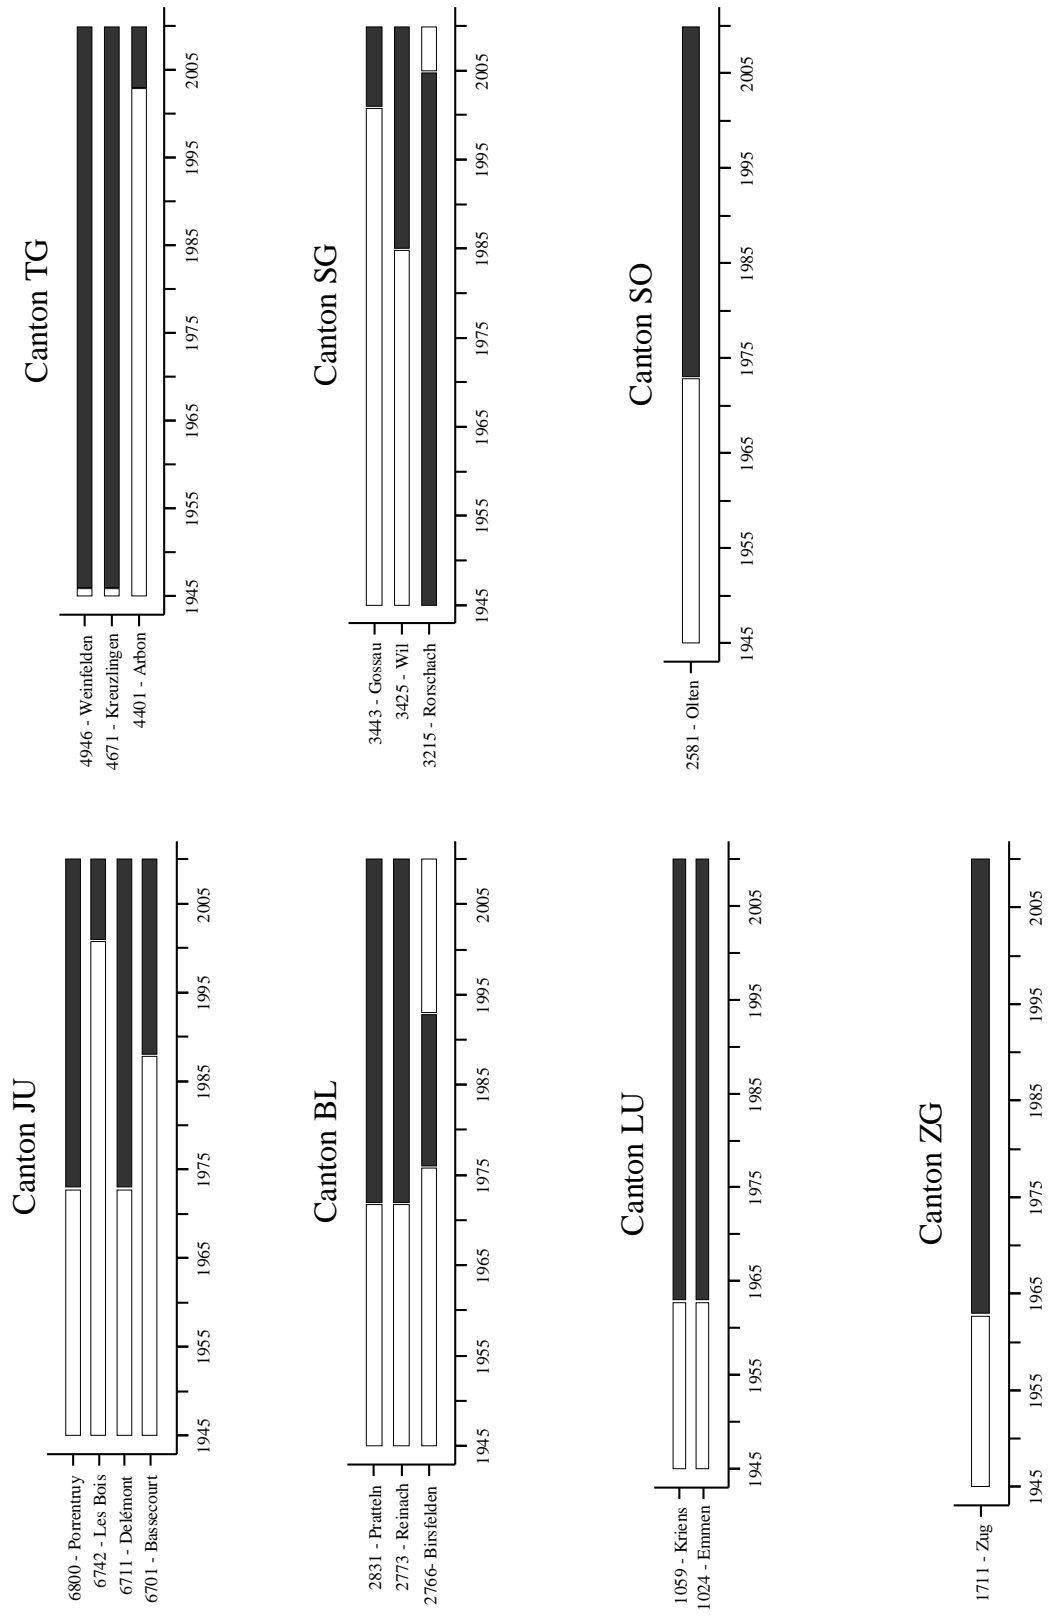 Canton JU
6800 - Porrentruy
6742 - Les Bois
6711 - Delémont
6701 - Bassecourt
1945 1955 1965 1975 1985 1995 2005
Canton TG
4946 - Weinfelden
4671 - Kreuzlingen
4401 - Arbon
1945 1955 1965 1975 1985 1995 2005
Canton BL
2831 - Pratteln
2773 - Reinach
2766- Birsfelden
1945 1955 1965 1975 1985 1995 2005
Canton SG
3443 - Gossau
3425 - Wil
3215 - Rorschach
1945 1955 1965 1975 1985 1995 2005
Canton LU
1059 - Kriens
1024 - Emmen
1945 1955 1965 1975 1985 1995 2005
Canton SO
2581 - Olten
1945 1955 1965 1975 1985 1995 2005
Canton ZG
1711 - Zug
1945 1955 1965 1975 1985 1995 2005